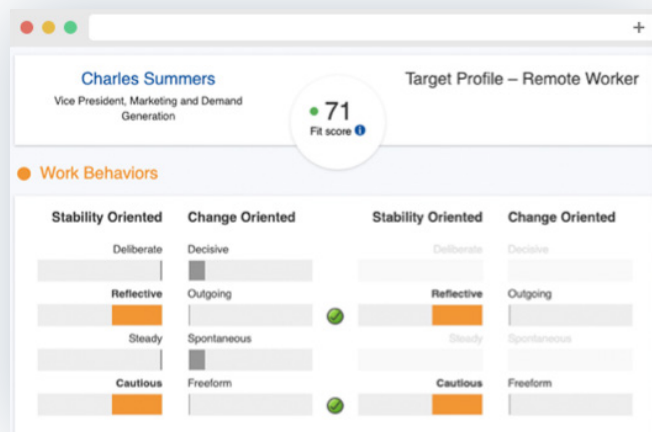 Charles Summers
Vice President, Marketing and Demand
Generation
71
Fit score
Target Profile – Remote Worker
Work Behaviors
Stability Oriented Change Oriented Stability Oriented Change Oriented
Deliberate Decisive Deliberate Decisive
Reflective Outgoing Reflective Outgoing
Steady Spontaneous Steady Spontaneous
Cautious Freeform Cautious Freeform